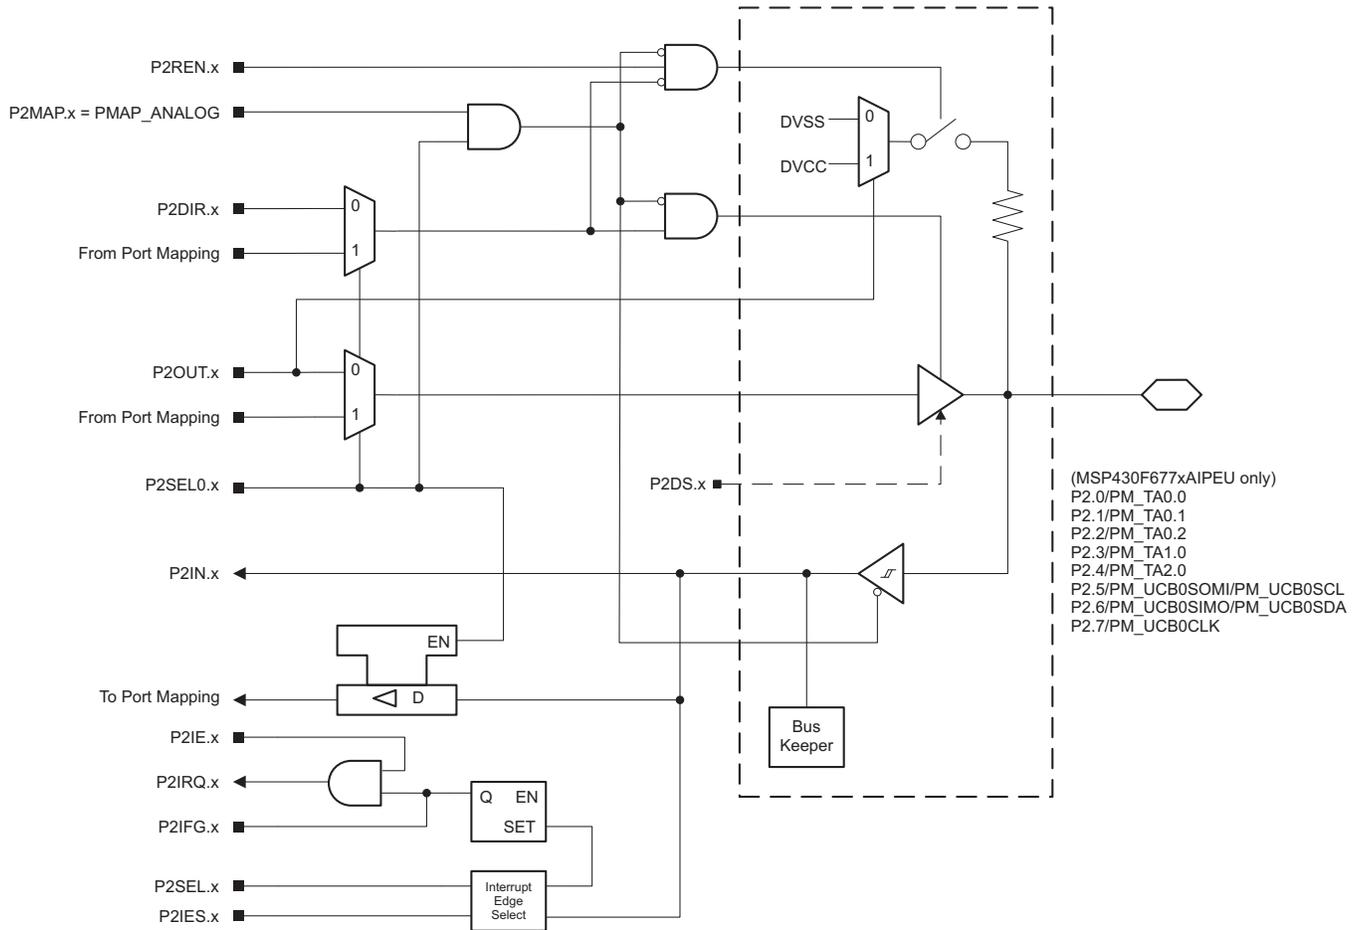 P2REN.x
P2MAP.x = PMAP_ANALOG
DVSS
0
DVCC
1
P2DIR.x
0
From Port Mapping
1
P2OUT.x
0
From Port Mapping
1
P2SEL0.x
P2DS.x
(MSP430F677xAIPEU only)
P2.0/PM_TA0.0
P2.1/PM_TA0.1
P2.2/PM_TA0.2
P2.3/PM_TA1.0
P2.4/PM_TA2.0
P2.5/PM_UCB0SOMI/PM_UCB0SCL
P2.6/PM_UCB0SIMO/PM_UCB0SDA
P2.7/PM_UCB0CLK
P2IN.x
EN
To Port Mapping
D
Bus
Keeper
P2IE.x
P2IRQ.x
Q EN
SET
P2IFG.x
P2SEL.x
P2IES.x
Interrupt
Edge
Select